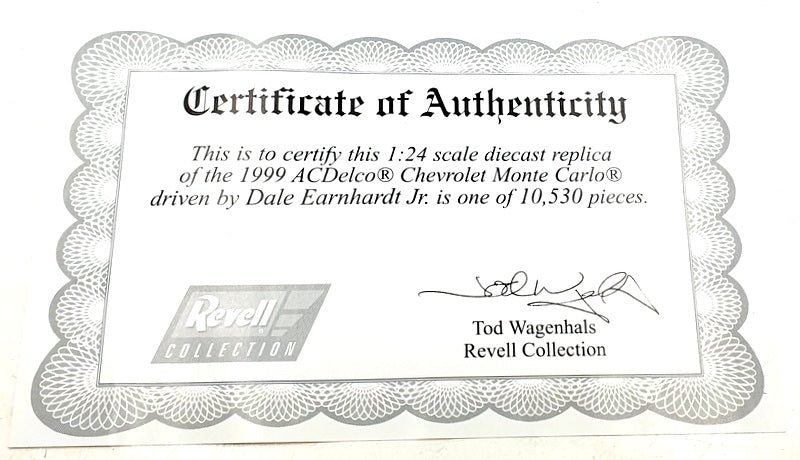 Certificate of Authenticity
This is to certify this 1:24 scale diecast replica
of the 1999 ACDelco® Chevrolet Monte Carlo®
driven by Dale Earnhardt Jr. is one of 10,530 pieces.
Revell®
COLLECTION
Tod Wagenhals
Revell Collection